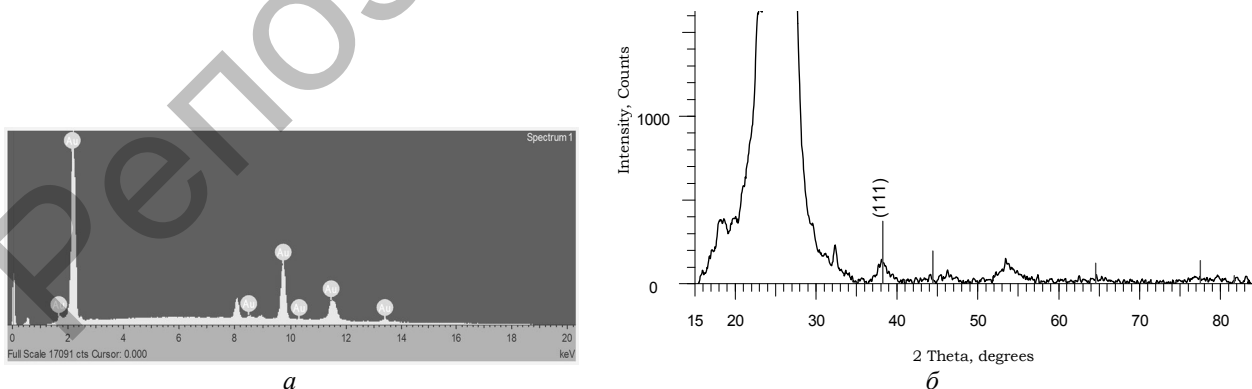 Репоз
Spectrum 1
Au
Au
Au
Au
Au
Au
Au
0 2 4 6 8 10 12 14 16 18 20
Full Scale 17091 cts Cursor: 0.000 keV
а
Intensity, Counts
1000
0
(111)
15 20 30 40 50 60 70 80
2 Theta, degrees
б